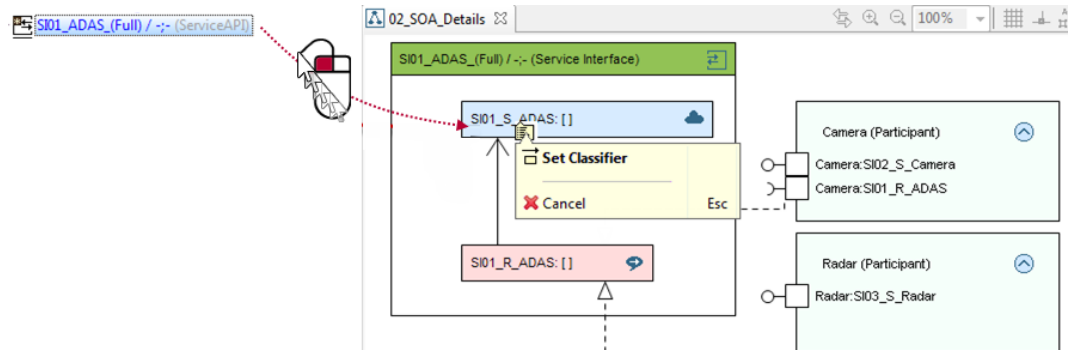 SI01_ADAS_(Full) / -;- (ServiceAPI)
02_SOA_Details
100%
SI01_ADAS_(Full) / -;- (Service Interface)
SI01_S_ADAS: [ ]
Set Classifier
Cancel Esc
SI01_R_ADAS: [ ]
Camera (Participant)
Camera:SI02_S_Camera
Camera:SI01_R_ADAS
Radar (Participant)
Radar:SI03_S_Radar